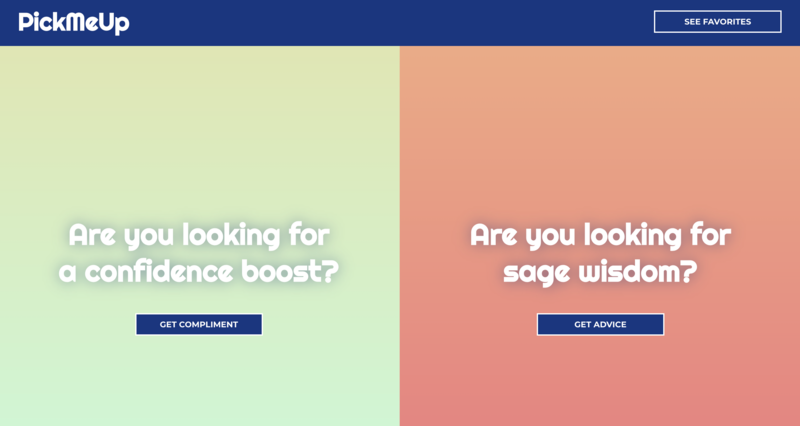 PickMeUp
SEE FAVORITES
Are you looking for
a confidence boost?
GET COMPLIMENT
Are you looking for
sage wisdom?
GET ADVICE